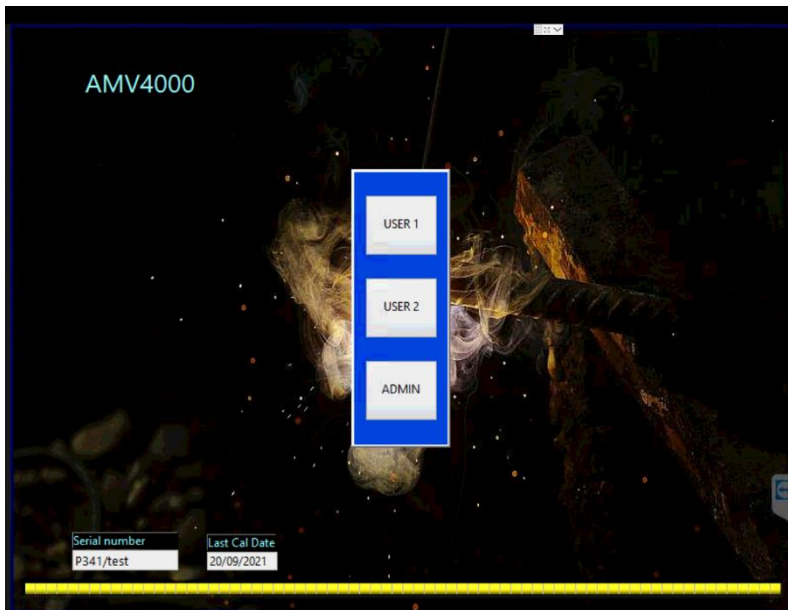 AMV4000
USER 1
USER 2
ADMIN
Serial number
P341/test
Last Cal Date
20/09/2021